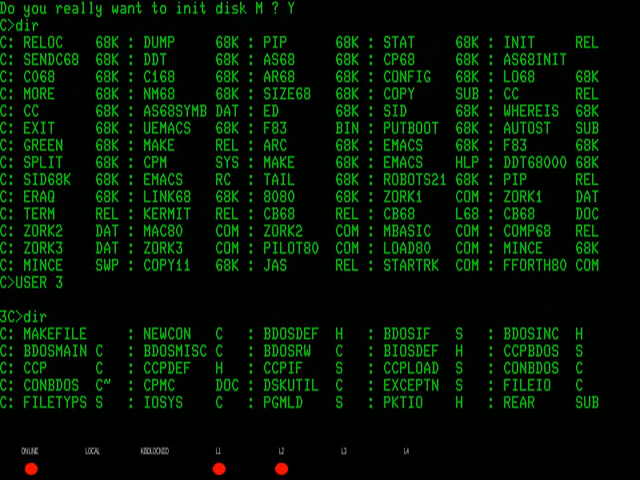 Do you really want to init disk M ? Y
C>dir
C: RELOC    68K : DUMP     68K : PIP      68K : STAT     68K : INIT     REL
C: SENDC68  68K : DDT      68K : AS68     68K : CP68     68K : AS68INIT
C: CO68     68K : C168     68K : AR68     68K : CONFIG   68K : LO68     68K
C: MORE     68K : NM68     68K : SIZE68   68K : COPY     SUB : CC       REL
C: CC       68K : AS68SYMB DAT : ED       68K : SID      68K : WHEREIS  68K
C: EXIT     68K : UEMACS   68K : F83      BIN : PUTBOOT  68K : AUTOST   SUB
C: GREEN    68K : MAKE     REL : ARC      68K : EMACS    68K : F83      68K
C: SPLIT    68K : CPM      SYS : MAKE     68K : EMACS    HLP : DDT68000 68K
C: SID68K   68K : EMACS    RC  : TAIL     68K : ROBOTS21 68K : PIP      REL
C: ERAQ     68K : LINK68   68K : 8080     68K : ZORK1    COM : ZORK1    DAT
C: TERM     REL : KERMIT   REL : CB68     REL : CB68     L68 : CB68     DOC
C: ZORK2    DAT : MAC80    COM : ZORK2    COM : MBASIC   COM : COMP68   REL
C: ZORK3    DAT : ZORK3    COM : PILOT80  COM : LOAD80   COM : MINCE    68K
C: MINCE    SWP : COPY11   68K : JAS      REL : STARTRK  COM : FFORTH80 COM
C>USER 3
3C>dir
C: MAKEFILE     : NEWCON   C   : BDOSDEF  H   : BDOSIF   S   : BDOSINC  H
C: BDOSMAIN C   : BDOSMISC C   : BDOSRW   C   : BIOSDEF  H   : CCPBDOS  S
C: CCP      C   : CCPDEF   H   : CCPIF    S   : CCPLOAD  S   : CONBDOS  C
C: CONBDOS  C~  : CPMC     DOC : DSKUTIL  C   : EXCEPTN  S   : FILEIO   C
C: FILETYPS S   : IOSYS    C   : PGMLD    S   : PKTIO    H   : REAR     SUB
ONLINE LOCAL KBDLOCKED L1 L2 L3 L4